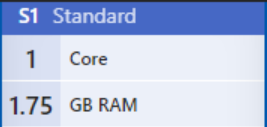 S1 Standard
1 Core
1.75 GB RAM